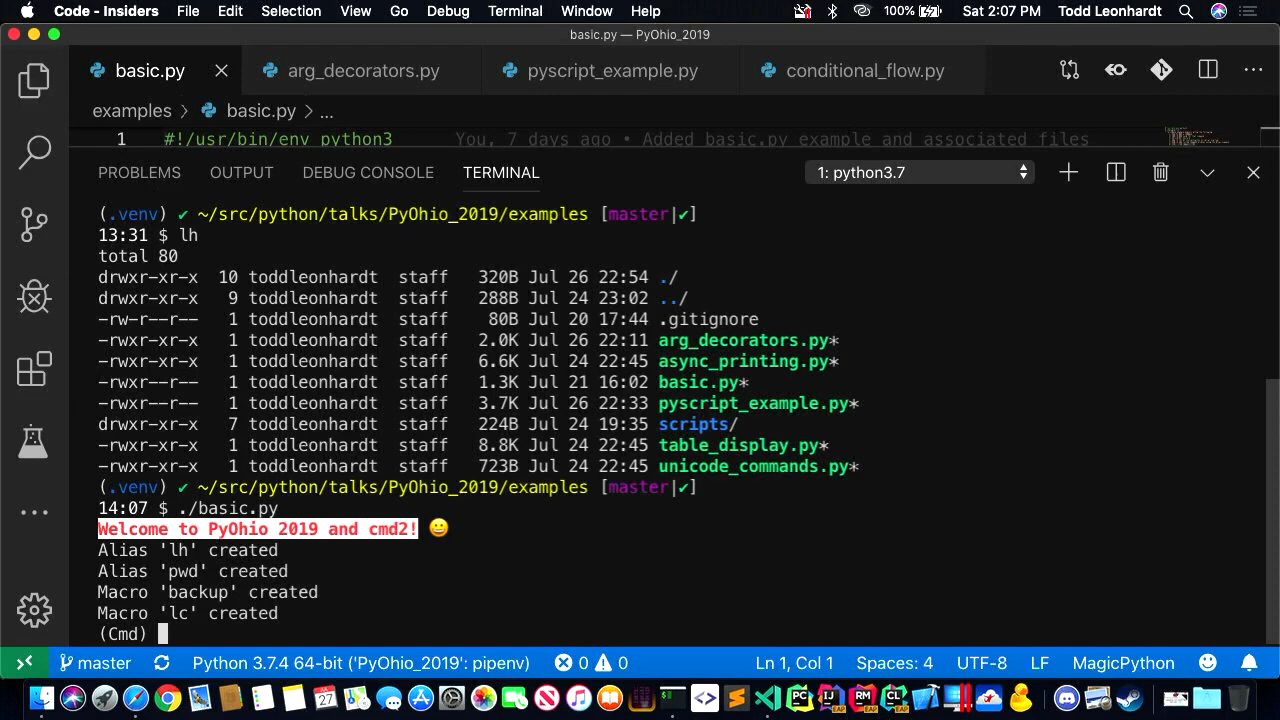 Code - Insiders File Edit Selection View Go Debug Terminal Window Help 100% Sat 2:07 PM Todd Leonhardt
basic.py — PyOhio_2019
basic.py arg_decorators.py pyscript_example.py conditional_flow.py
examples > basic.py > ...
1 #!/usr/bin/env python3 You, 7 days ago • Added basic.py example and associated files
PROBLEMS OUTPUT DEBUG CONSOLE TERMINAL 1: python3.7
(.venv) ✔ ~/src/python/talks/PyOhio_2019/examples [master|✔]
13:31 $ lh
total 80
drwxr-xr-x 10 toddleonhardt staff 320B Jul 26 22:54 ./
drwxr-xr-x 9 toddleonhardt staff 288B Jul 24 23:02 ../
-rw-r--r-- 1 toddleonhardt staff 80B Jul 20 17:44 .gitignore
-rwxr-xr-x 1 toddleonhardt staff 2.0K Jul 26 22:11 arg_decorators.py*
-rwxr-xr-x 1 toddleonhardt staff 6.6K Jul 24 22:45 async_printing.py*
-rwxr--r-- 1 toddleonhardt staff 1.3K Jul 21 16:02 basic.py*
-rwxr--r-- 1 toddleonhardt staff 3.7K Jul 26 22:33 pyscript_example.py*
drwxr-xr-x 7 toddleonhardt staff 224B Jul 24 19:35 scripts/
-rwxr-xr-x 1 toddleonhardt staff 8.8K Jul 24 22:45 table_display.py*
-rwxr-xr-x 1 toddleonhardt staff 723B Jul 24 22:45 unicode_commands.py*
(.venv) ✔ ~/src/python/talks/PyOhio_2019/examples [master|✔]
14:07 $ ./basic.py
Welcome to PyOhio 2019 and cmd2! 😀
Alias 'lh' created
Alias 'pwd' created
Macro 'backup' created
Macro 'lc' created
(Cmd)
master Python 3.7.4 64-bit ('PyOhio_2019': pipenv) 0 0 Ln 1, Col 1 Spaces: 4 UTF-8 LF MagicPython